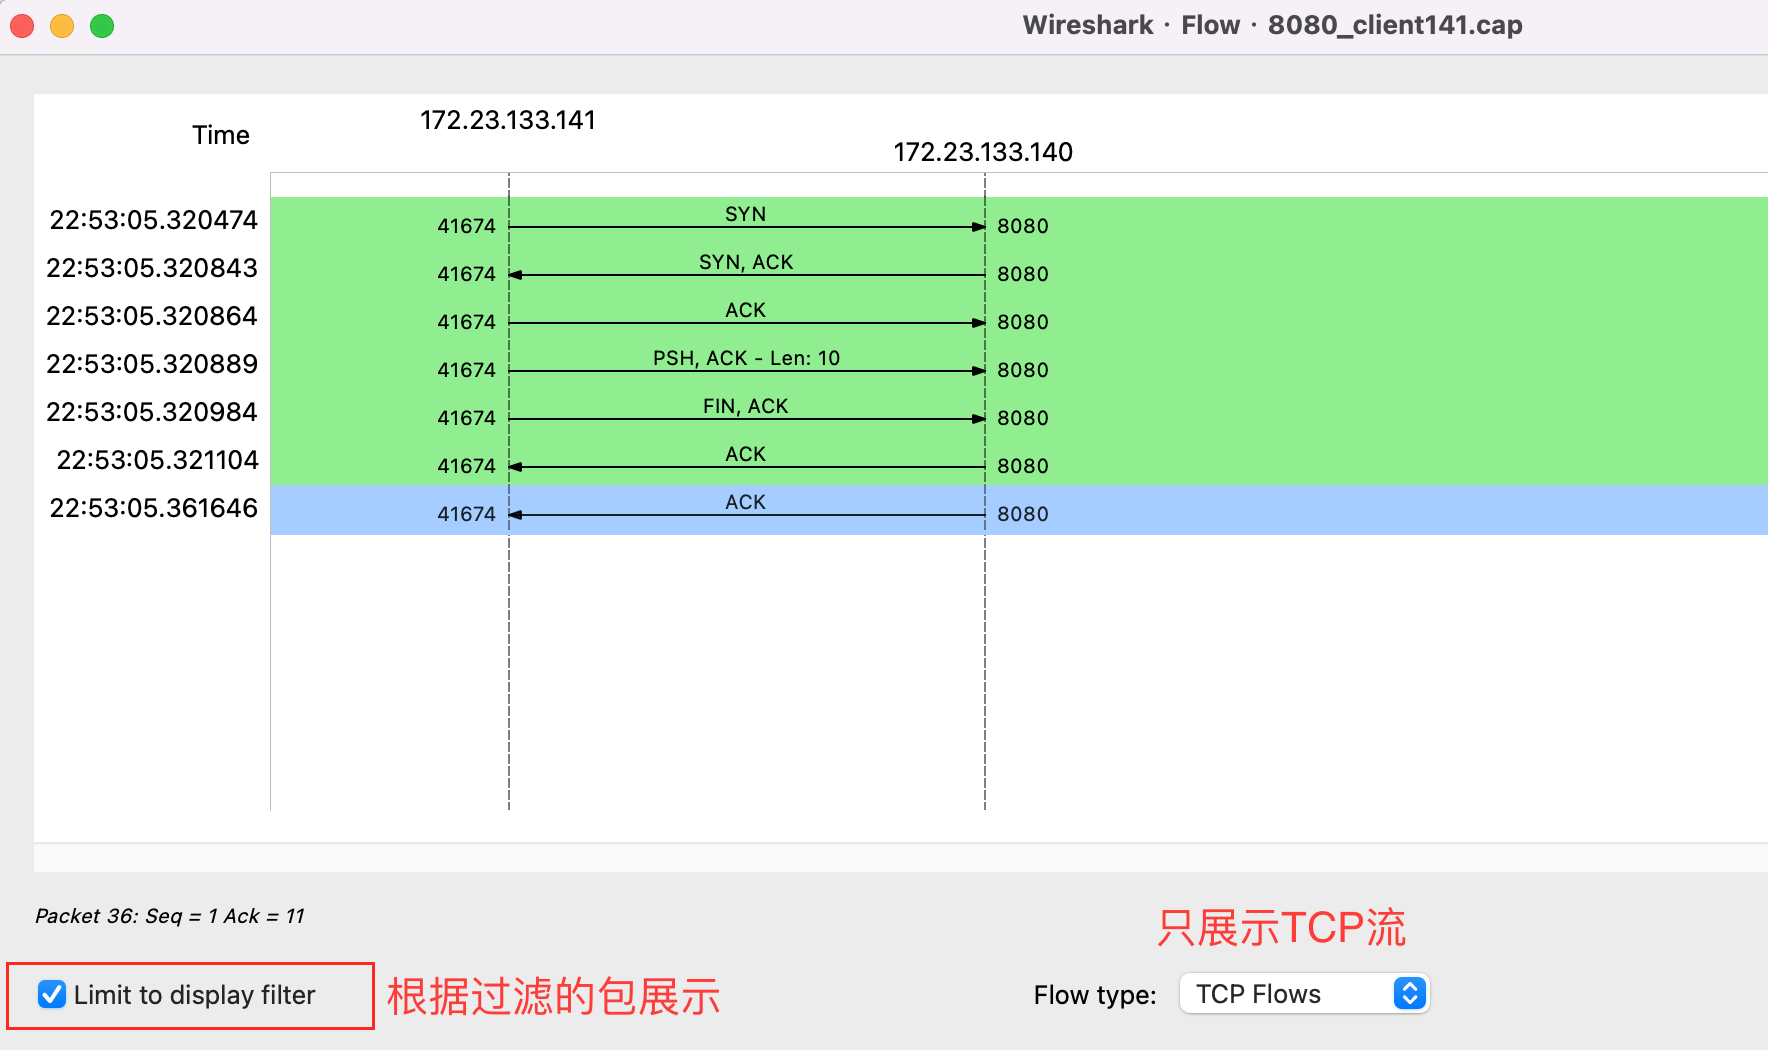 Wireshark · Flow · 8080_client141.cap
Time
172.23.133.141
172.23.133.140
22:53:05.320474 41674 SYN 8080
22:53:05.320843 41674 SYN, ACK 8080
22:53:05.320864 41674 ACK 8080
22:53:05.320889 41674 PSH, ACK - Len: 10 8080
22:53:05.320984 41674 FIN, ACK 8080
22:53:05.321104 41674 ACK 8080
22:53:05.361646 41674 ACK 8080
Packet 36: Seq = 1 Ack = 11
只展示TCP流
Limit to display filter 根据过滤的包展示 Flow type: TCP Flows